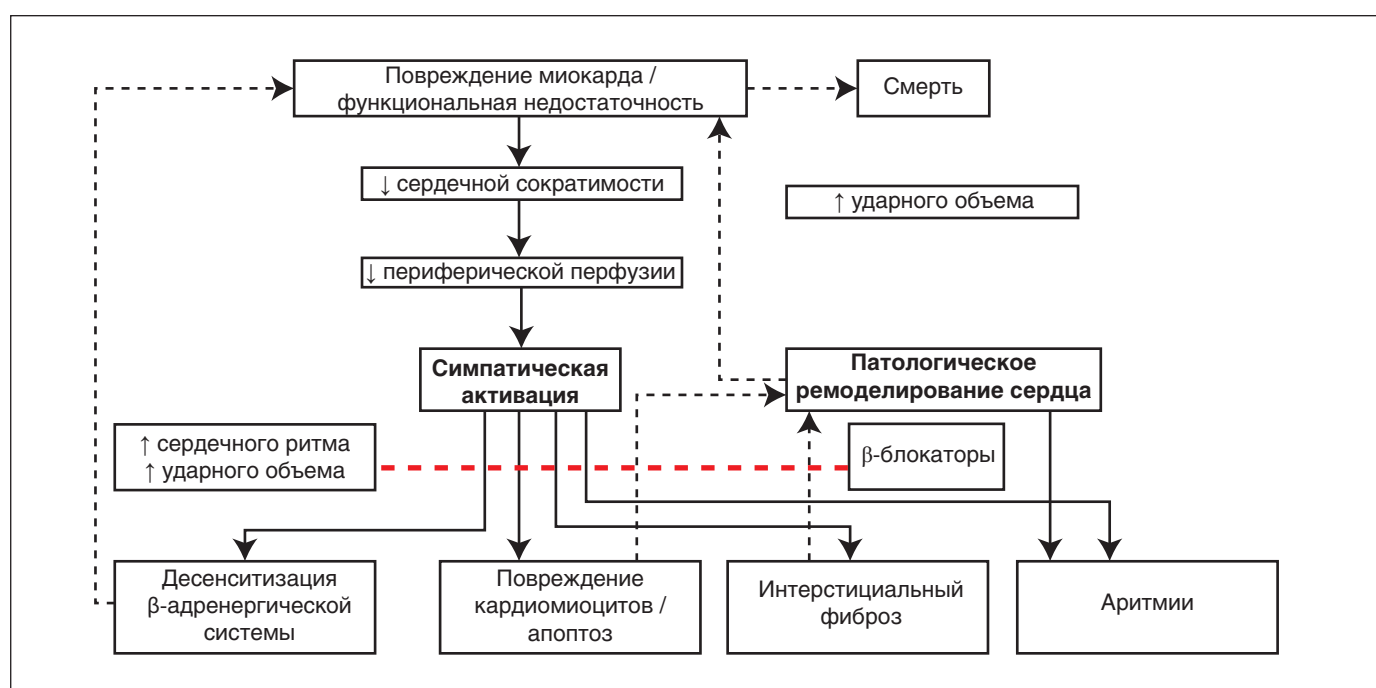 Повреждение миокарда /
функциональная недостаточность
Смерть
↓ сердечной сократимости
↑ ударного объема
↓ периферической перфузии
Симпатическая
активация
Патологическое
ремоделирование сердца
↑ сердечного ритма
↑ ударного объема
β-блокаторы
Десенситизация
β-адренергической
системы
Повреждение
кардиомиоцитов /
апоптоз
Интерстициальный
фиброз
Аритмии